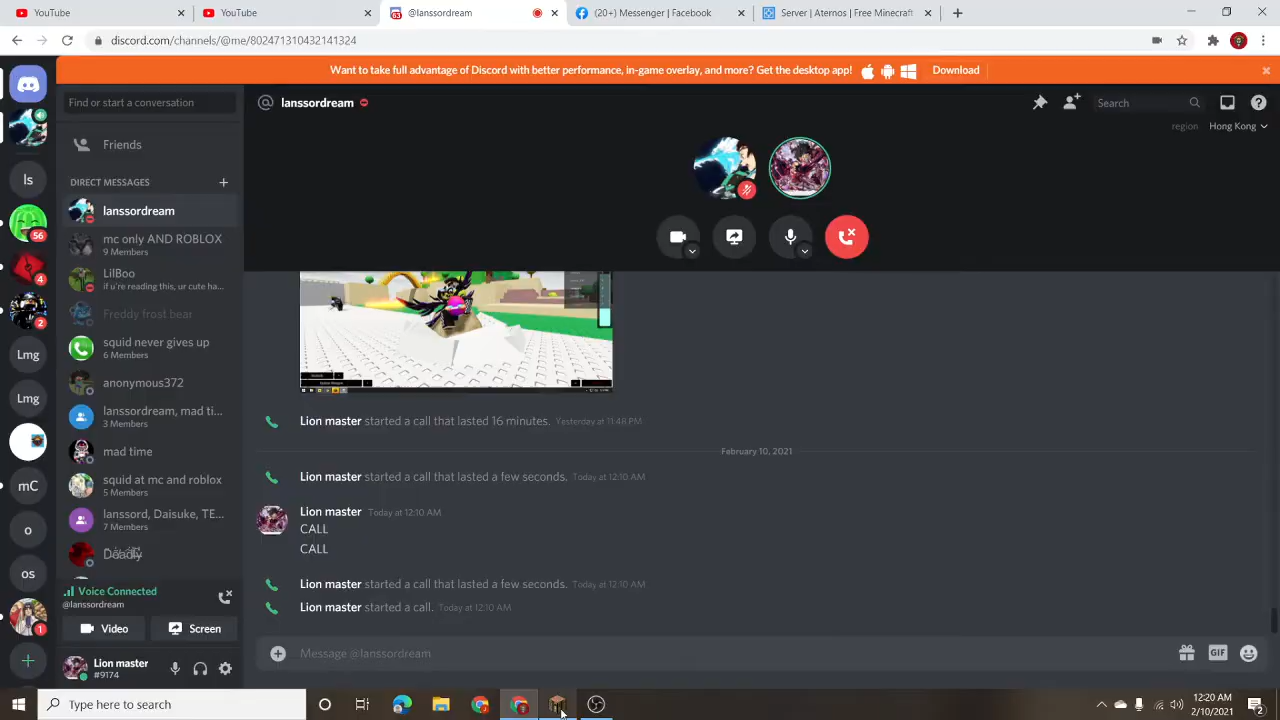 YouTube
YouTube
@lanssordream
(20+) Messenger | Facebook
Server | Aternos | Free Minecraft
discord.com/channels/@me/802471310432141324
Want to take full advantage of Discord with better performance, in-game overlay, and more? Get the desktop app!
Download
Find or start a conversation
lanssordream
Search
region
Hong Kong
Friends
DIRECT MESSAGES
lanssordream
mc only AND ROBLOX
9 Members
LilBoo
if u're reading this, ur cute ha...
Freddy frost bear
squid never gives up
6 Members
anonymous372
lanssordream, mad ti...
3 Members
mad time
squid at mc and roblox
5 Members
lanssord, Daisuke, TE...
7 Members
ls
56
4
2
Lmg
Lmg
mC
o
os
1
Lion master started a call that lasted 16 minutes. Yesterday at 11:48 PM
February 10, 2021
Lion master started a call that lasted a few seconds. Today at 12:10 AM
Lion master Today at 12:10 AM
CALL
CALL
Lion master started a call that lasted a few seconds. Today at 12:10 AM
Lion master started a call. Today at 12:10 AM
Voice Connected
@lanssordream
Video
Screen
Lion master
#9174
Message @lanssordream
GIF
Type here to search
12:20 AM
2/10/2021
2